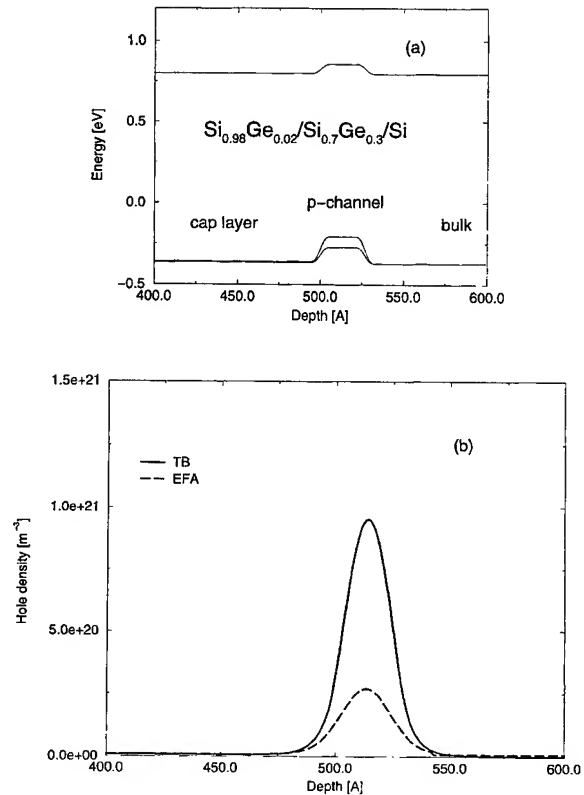 (a)
1.0
0.5
0.0
−0.5
Energy [eV]
Si0.98Ge0.02/Si0.7Ge0.3/Si
p−channel
cap layer
bulk
400.0 450.0 500.0 550.0 600.0
Depth [A]
(b)
1.5e+21
1.0e+21
5.0e+20
0.0e+00
Hole density [m−3]
TB
EFA
400.0 450.0 500.0 550.0 600.0
Depth [A]